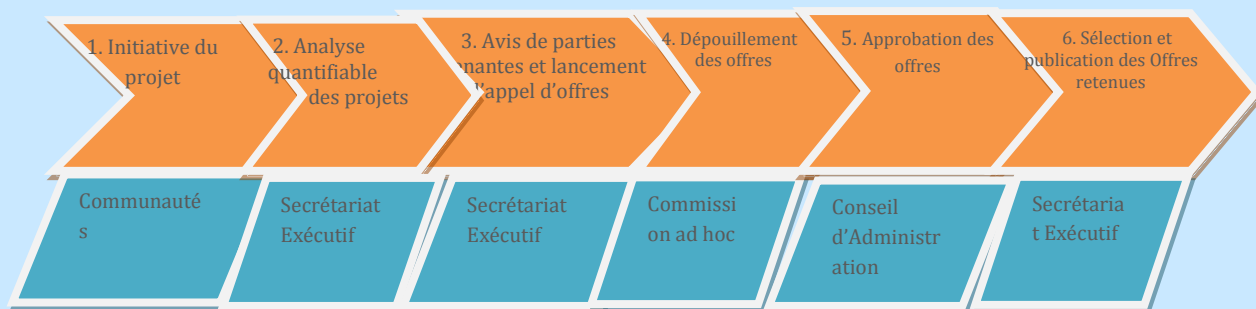 1. Initiative du
projet
2. Analyse
quantifiable
des projets
3. Avis de parties
nantes et lancement
l'appel d'offres
4. Dépouillement
des offres
5. Approbation des
offres
6. Sélection et
publication des Offres
retenues
Communauté
s
Secrétariat
Exécutif
Secrétariat
Exécutif
Commissi
on ad hoc
Conseil
d'Administr
ation
Secrétaria
t Exécutif